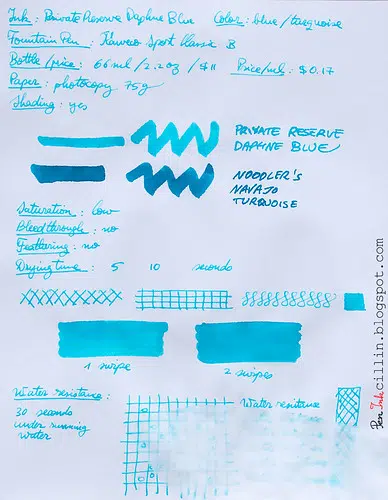 Ink: Private Reserve Daphne Blue Color: blue/turquoise
Fountain Pen: Kaweco Sport Classic B
Bottle/price: 66 ml/2.2oz/$11 Price/ml: $0.17
Paper: photocopy 75g
Shading: yes
PRIVATE RESERVE
DAPHNE BLUE
NOODLER'S
NAVAJO
TURQUOISE
Saturation: low
Bleedthrough: no
Feathering: no
Drying time: 5 10 seconds
1 swipe
2 swipes
Water resistance:
30 seconds
under running
water
Water resistance
Pen Ink cillin.blogspot.com